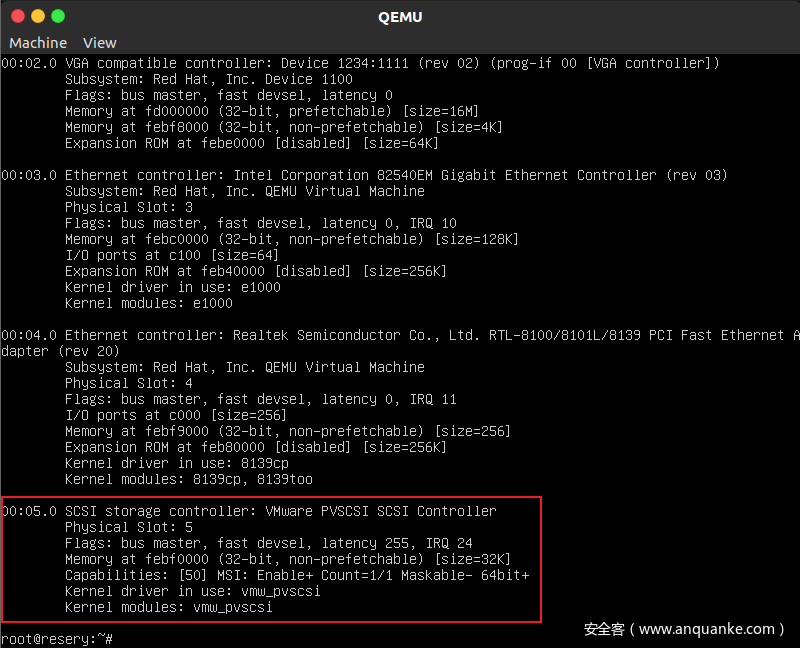 QEMU
Machine View
00:02.0 VGA compatible controller: Device 1234:1111 (rev 02) (prog-if 00 [VGA controller])
Subsystem: Red Hat, Inc. Device 1100
Flags: bus master, fast devsel, latency 0
Memory at fd000000 (32-bit, prefetchable) [size=16M]
Memory at febf8000 (32-bit, non-prefetchable) [size=4K]
Expansion ROM at febe0000 [disabled] [size=64K]
00:03.0 Ethernet controller: Intel Corporation 82540EM Gigabit Ethernet Controller (rev 03)
Subsystem: Red Hat, Inc. QEMU Virtual Machine
Physical Slot: 3
Flags: bus master, fast devsel, latency 0, IRQ 10
Memory at febc0000 (32-bit, non-prefetchable) [size=128K]
I/O ports at c100 [size=64]
Expansion ROM at feb40000 [disabled] [size=256K]
Kernel driver in use: e1000
Kernel modules: e1000
00:04.0 Ethernet controller: Realtek Semiconductor Co., Ltd. RTL-8100/8101L/8139 PCI Fast Ethernet A
dapter (rev 20)
Subsystem: Red Hat, Inc. QEMU Virtual Machine
Physical Slot: 4
Flags: bus master, fast devsel, latency 0, IRQ 11
I/O ports at c000 [size=256]
Memory at febf9000 (32-bit, non-prefetchable) [size=256]
Expansion ROM at feb80000 [disabled] [size=256K]
Kernel driver in use: 8139cp
Kernel modules: 8139cp, 8139too
00:05.0 SCSI storage controller: VMware PVSCSI SCSI Controller
Physical Slot: 5
Flags: bus master, fast devsel, latency 255, IRQ 24
Memory at febf0000 (32-bit, non-prefetchable) [size=32K]
Capabilities: [50] MSI: Enable+ Count=1/1 Maskable- 64bit+
Kernel driver in use: vmw_pvscsi
Kernel modules: vmw_pvscsi
root@resery:~#
安全客（www.anquanke.com）